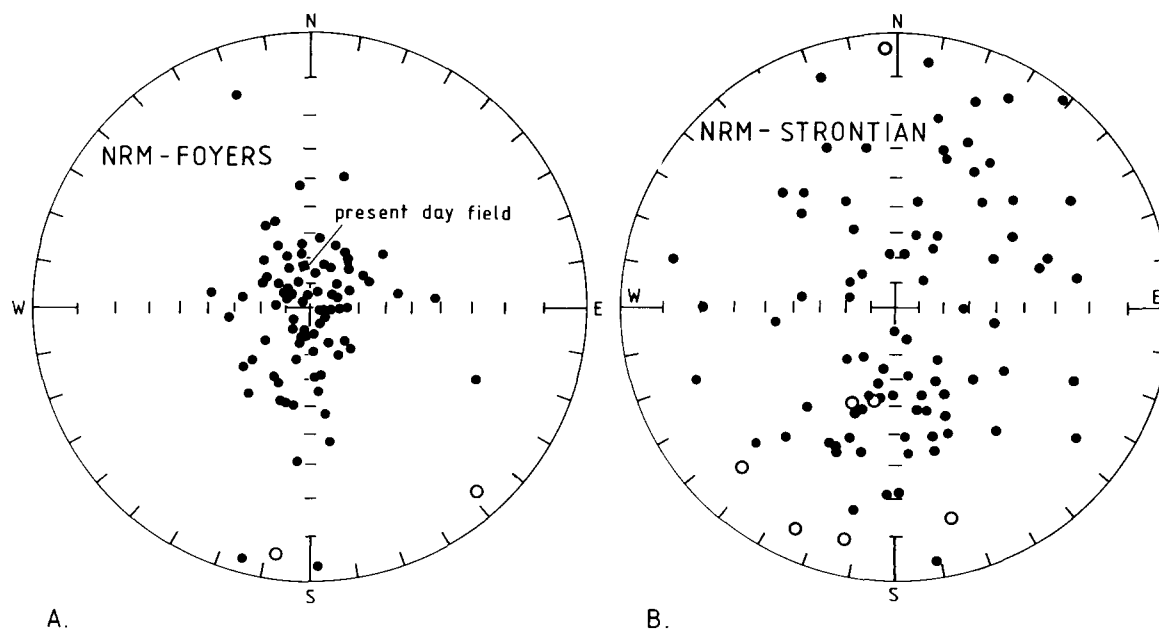 N
NRM-FOYERS
present day field
W
E
S
A.
N
NRM-STRONTIAN
W
E
S
B.